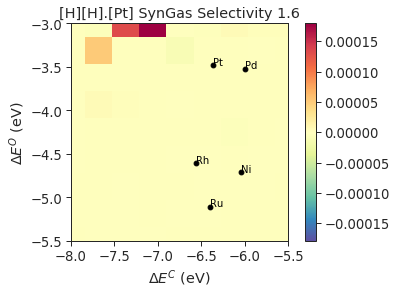 [H][H].[Pt] SynGas Selectivity 1.6
−3.0
−3.5
−4.0
−4.5
−5.0
−5.5
ΔE^O (eV)
Pt
Pd
Rh
Ni
Ru
−8.0 −7.5 −7.0 −6.5 −6.0 −5.5
ΔE^C (eV)
0.00015
0.00010
0.00005
0.00000
−0.00005
−0.00010
−0.00015